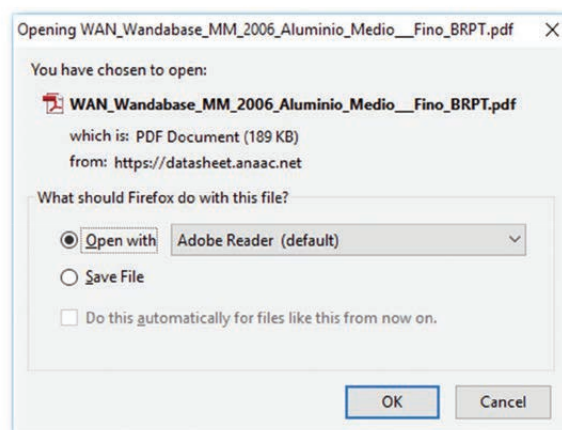 Opening WAN_Wandabase_MM_2006_Aluminio_Medio__Fino_BRPT.pdf
You have chosen to open:
WAN_Wandabase_MM_2006_Aluminio_Medio__Fino_BRPT.pdf
which is: PDF Document (189 KB)
from: https://datasheet.anaac.net
What should Firefox do with this file?
Open with Adobe Reader (default)
Save File
Do this automatically for files like this from now on.
OK Cancel